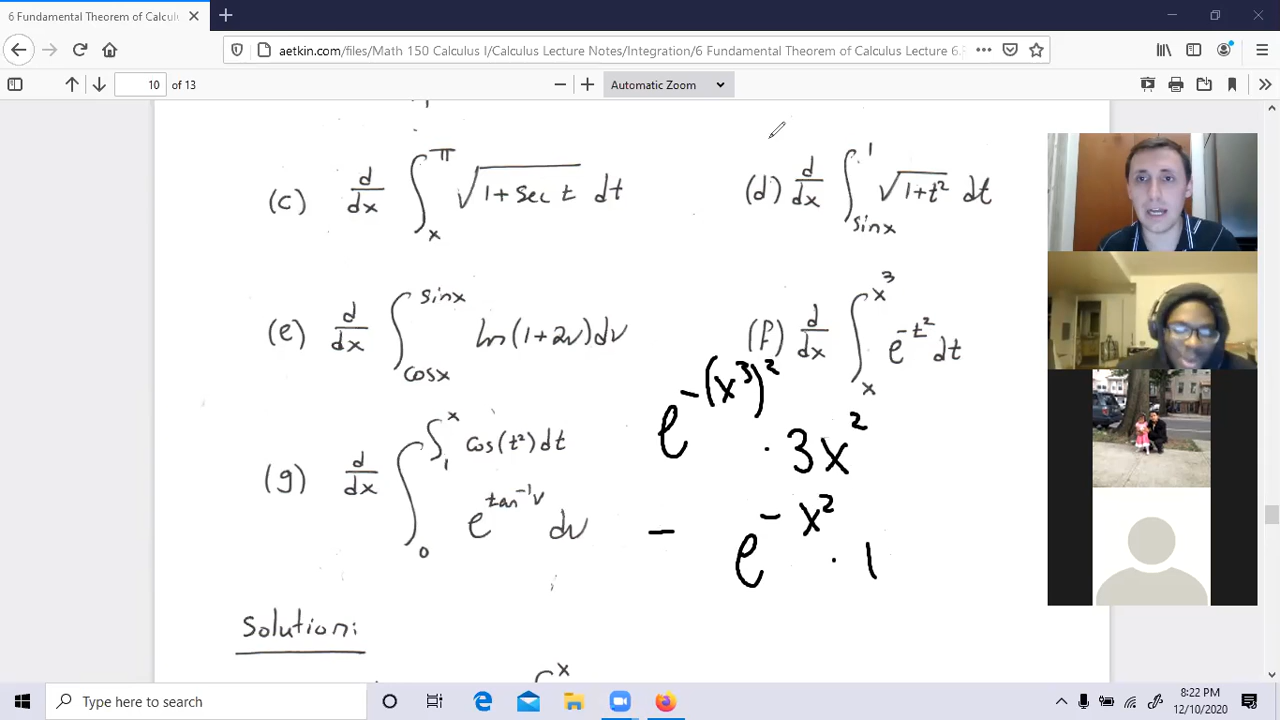 6 Fundamental Theorem of Calculu
aetkin.com/files/Math 150 Calculus I/Calculus Lecture Notes/Integration/6 Fundamental Theorem of Calculus Lecture 6.
10 of 13
Automatic Zoom
(c) d/dx ∫_x^π √(1+sec t) dt
(d) d/dx ∫_{sinx}^1 √(1+t²) dt
(e) d/dx ∫_{cosx}^{sinx} ln(1+2v)dv
(f) d/dx ∫_x^{x³} e^{-t²} dt
e^{-(x³)²} · 3x²
(g) d/dx ∫_0^{∫_1^x cos(t²)dt} e^{tan⁻¹v} dv
- e^{-x²} · 1
Solution:
∫^x
Type here to search
8:22 PM
12/10/2020